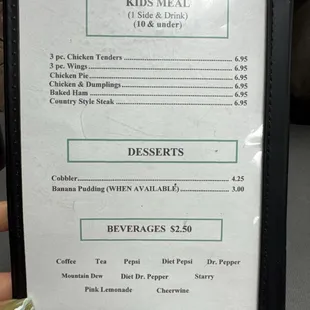 KIDS MEAL
(1 Side & Drink)
(10 & under)
3 pc. Chicken Tenders 6.95
3 pc. Wings 6.95
Chicken Pie 6.95
Chicken & Dumplings 6.95
Baked Ham 6.95
Country Style Steak 6.95
DESSERTS
Cobbler 4.25
Banana Pudding (WHEN AVAILABLE) 3.00
BEVERAGES $2.50
Coffee Tea Pepsi Diet Pepsi Dr. Pepper
Mountain Dew Diet Dr. Pepper Starry
Pink Lemonade Cheerwine